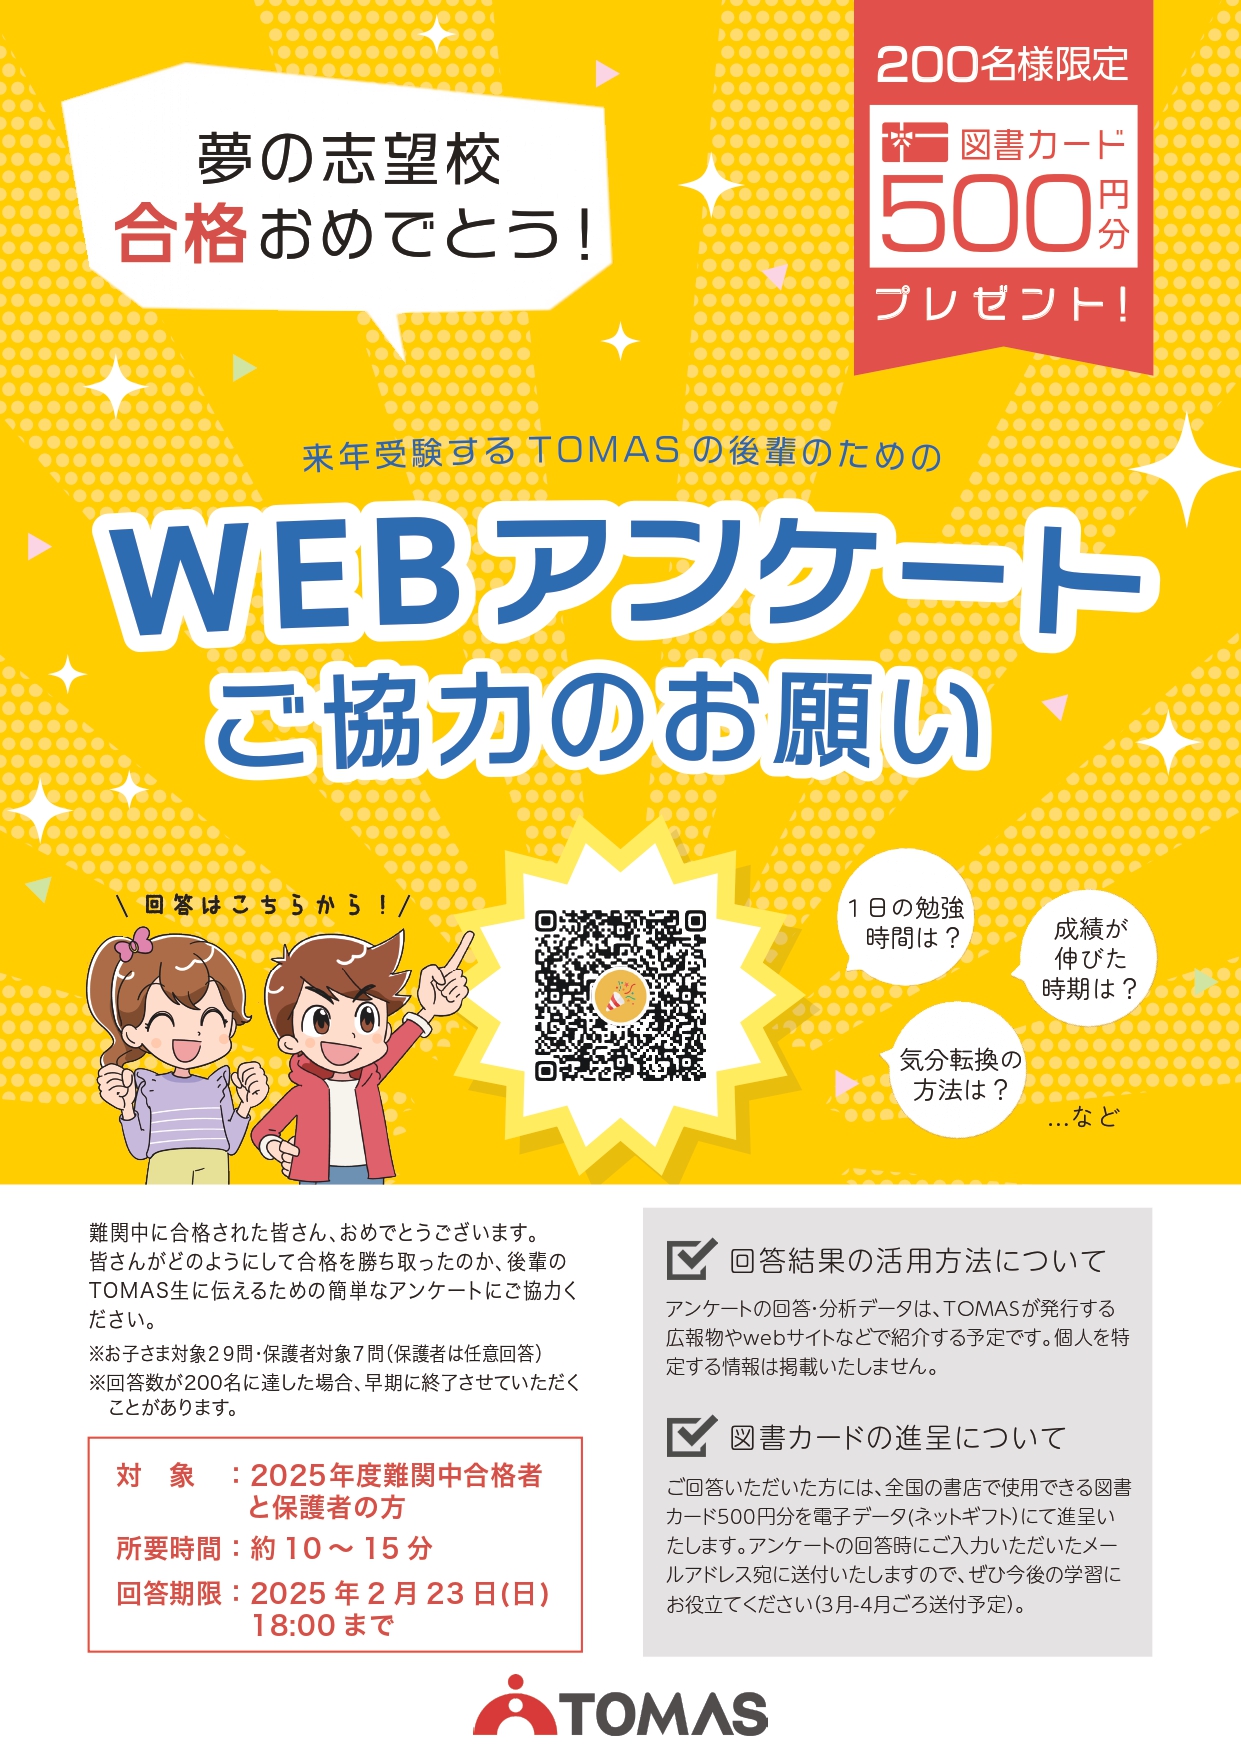 200名様限定
図書カード
500円分
プレゼント！
夢の志望校
合格おめでとう！
来年受験するTOMASの後輩のための
WEBアンケート
ご協力のお願い
回答はこちらから！
1日の勉強
時間は？
成績が
伸びた
時期は？
気分転換の
方法は？
…など
難関中に合格された皆さん、おめでとうございます。
皆さんがどのようにして合格を勝ち取ったのか、後輩の
TOMAS生に伝えるための簡単なアンケートにご協力く
ださい。
※お子さま対象29問・保護者対象7問（保護者は任意回答）
※回答数が200名に達した場合、早期に終了させていただく
ことがあります。
対　象　：2025年度難関中合格者
と保護者の方
所要時間：約10～15分
回答期限：2025年2月23日(日)
18:00まで
回答結果の活用方法について
アンケートの回答・分析データは、TOMASが発行する
広報物やwebサイトなどで紹介する予定です。個人を特
定する情報は掲載いたしません。
図書カードの進呈について
ご回答いただいた方には、全国の書店で使用できる図書
カード500円分を電子データ(ネットギフト)にて進呈い
たします。アンケートの回答時にご入力いただいたメー
ルアドレス宛に送付いたしますので、ぜひ今後の学習に
お役立てください（3月-4月ごろ送付予定）。
TOMAS